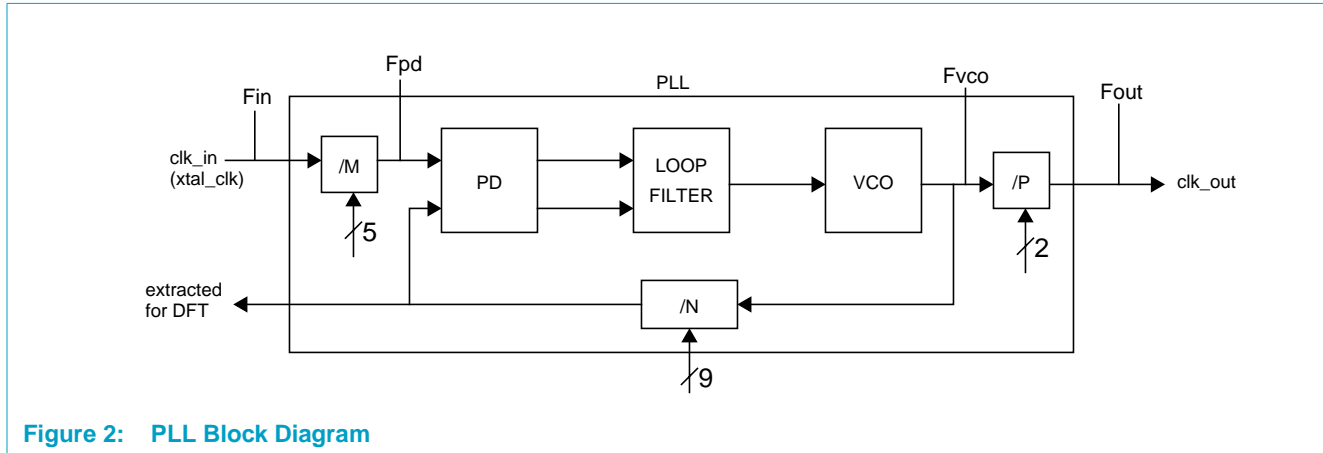 Fpd
Fvco
Fin
PLL
Fout
clk_in
(xtal_clk)
/M
PD
LOOP
FILTER
VCO
/P
clk_out
5
2
extracted
for DFT
/N
9
Figure 2: PLL Block Diagram